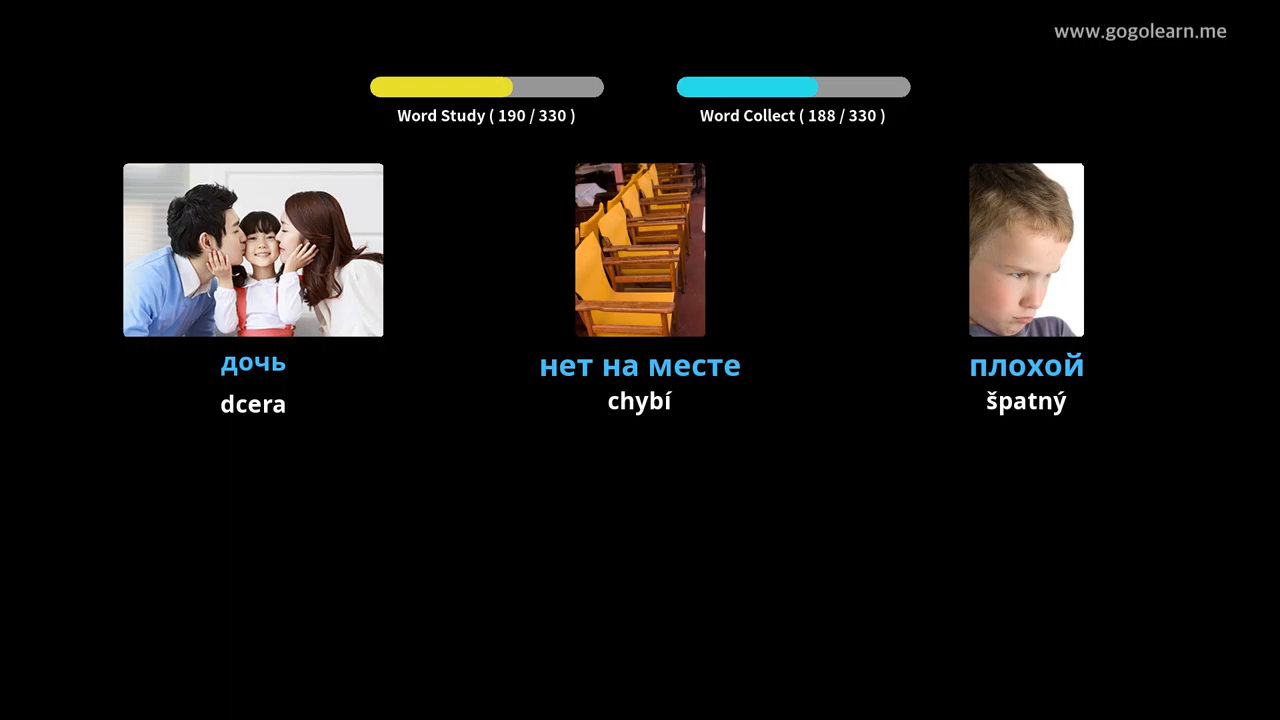 www.gogolearn.me
Word Study ( 190 / 330 )
Word Collect ( 188 / 330 )
дочь
нет на месте
плохой
dcera
chybí
špatný